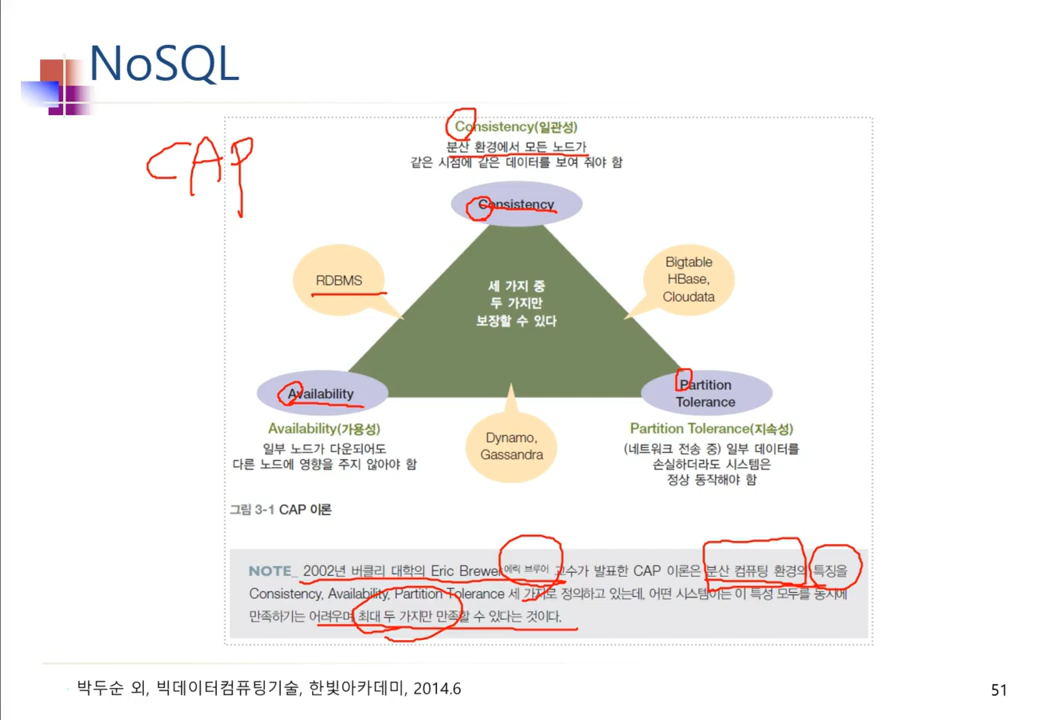 NoSQL
CAP
Consistency(일관성)
분산 환경에서 모든 노드가
같은 시점에 같은 데이터를 보여 줘야 함
Consistency
RDBMS
세 가지 중
두 가지만
보장할 수 있다
Bigtable
HBase,
Cloudata
Availability
Partition
Tolerance
Availability(가용성)
일부 노드가 다운되어도
다른 노드에 영향을 주지 않아야 함
Dynamo,
Gassandra
Partition Tolerance(지속성)
(네트워크 전송 중) 일부 데이터를
손실하더라도 시스템은
정상 동작해야 함
그림 3-1 CAP 이론
NOTE_ 2002년 버클리 대학의 Eric Brewer에릭 브루어 교수가 발표한 CAP 이론은 분산 컴퓨팅 환경의 특징을
Consistency, Availability, Partition Tolerance 세 가지로 정의하고 있는데, 어떤 시스템이든 이 특성 모두를 동시에
만족하기는 어려우며 최대 두 가지만 만족할 수 있다는 것이다.
박두순 외, 빅데이터컴퓨팅기술, 한빛아카데미, 2014.6
51